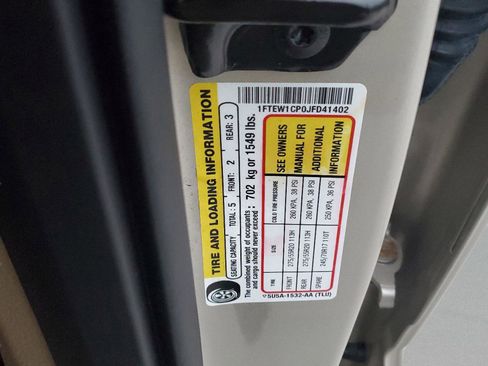 1FTEW1CP0JFD41402
TIRE AND LOADING INFORMATION
SEATING CAPACITY TOTAL: 5 FRONT: 2 REAR: 3
The combined weight of occupants
and cargo should never exceed: 702 kg or 1549 lbs.
TIRE SIZE COLD TIRE PRESSURE
FRONT 275/55R20 113H 260 KPA, 38 PSI
REAR 275/55R20 113H 260 KPA, 38 PSI
SPARE 245/70R17 110T 250 KPA, 36 PSI
SEE OWNERS
MANUAL FOR
ADDITIONAL
INFORMATION
5U5A-1532-AA (TLU)